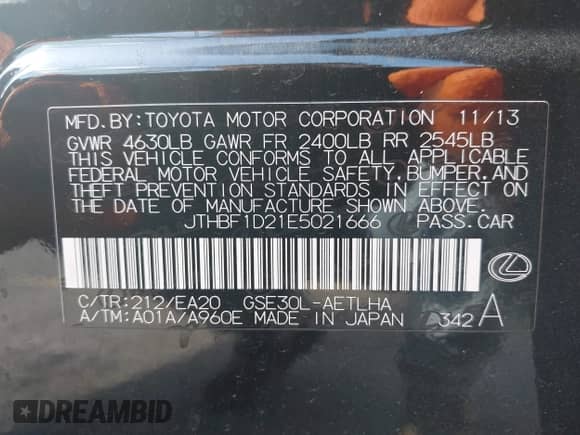 MFD.BY:TOYOTA MOTOR CORPORATION 11/13
GVWR 4630LB GAWR FR 2400LB RR 2545LB
THIS VEHICLE CONFORMS TO ALL APPLICABLE
FEDERAL MOTOR VEHICLE SAFETY,BUMPER,AND
THEFT PREVENTION STANDARDS IN EFFECT ON
THE DATE OF MANUFACTURE SHOWN ABOVE.
JTHBF1D21E5021666 PASS.CAR
C/TR:212/EA20 GSE30L-AETLHA
A/TM:A01A/A960E MADE IN JAPAN 342 A
DREAMBID